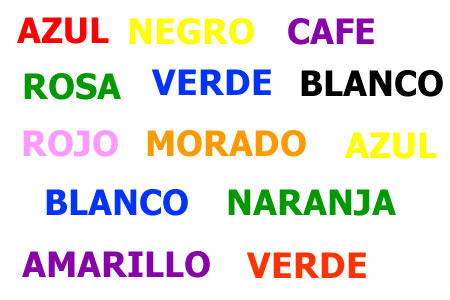 AZUL NEGRO CAFE
ROSA VERDE BLANCO
ROJO MORADO AZUL
BLANCO NARANJA
AMARILLO VERDE